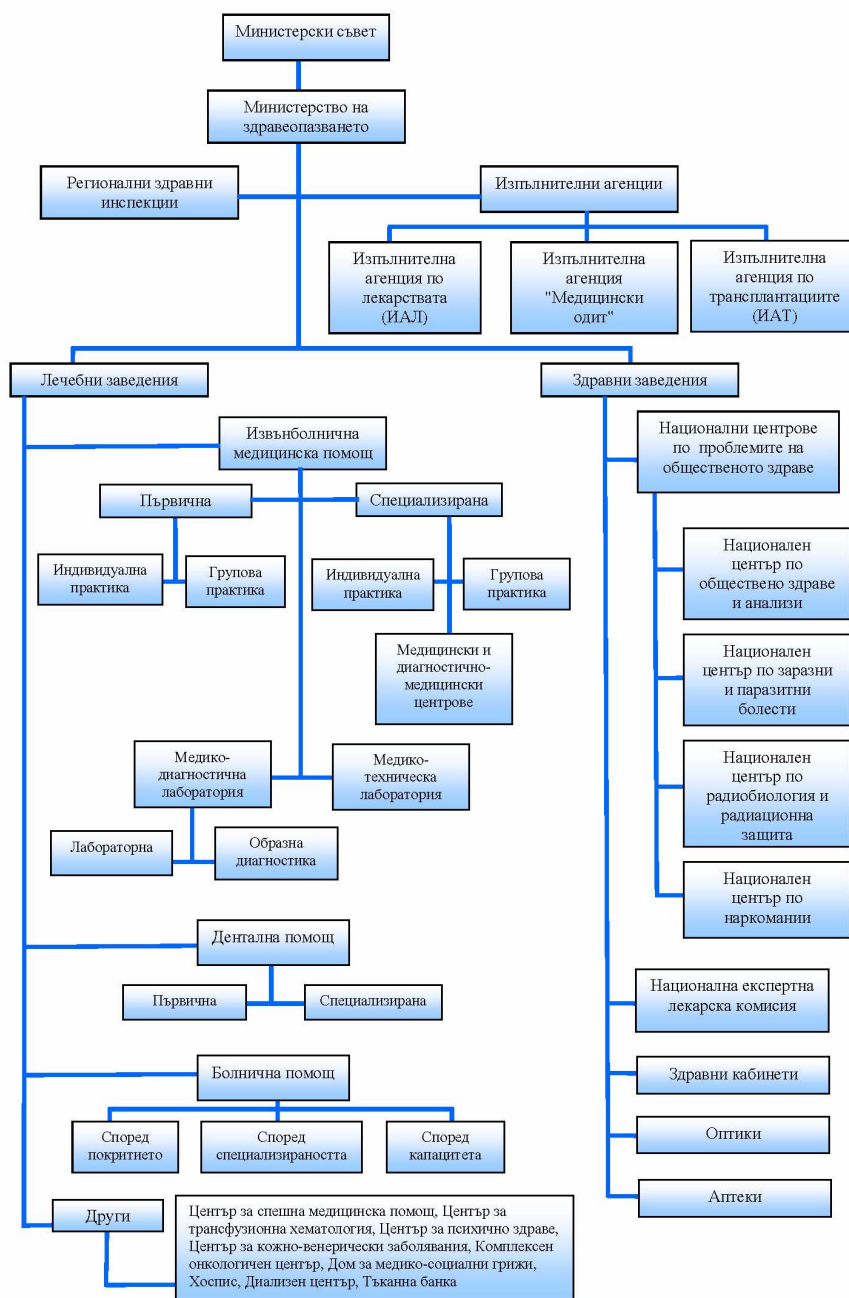 Министерски съвет
Министерство на
здравеопазването
Регионални здравни
инспекции
Изпълнителни агенции
Изпълнителна
агенция по
лекарствата
(ИАЛ)
Изпълнителна
агенция
"Медицински
одит"
Изпълнителна
агенция по
трансплантациите
(ИАТ)
Лечебни заведения
Здравни заведения
Извънболнична
медицинска помощ
Първична
Специализирана
Индивидуална
практика
Групова
практика
Индивидуална
практика
Групова
практика
Медицински и
диагностично-
медицински
центрове
Медико-
диагностична
лаборатория
Медико-
техническа
лаборатория
Лабораторна
Образна
диагностика
Дентална помощ
Първична
Специализирана
Болнична помощ
Според
покритието
Според
специализираността
Според
капацитета
Други
Център за спешна медицинска помощ, Център за
трансфузионна хематология, Център за психично здраве,
Център за кожно-венерически заболявания, Комплексен
онкологичен център, Дом за медико-социални грижи,
Хоспис, Диализен център, Тъканна банка
Национални центрове
по проблемите на
общественото здраве
Национален
център по
обществено здраве
и анализи
Национален
център по заразни
и паразитни
болести
Национален
център по
радиобиология и
радиационна
защита
Национален
център по
наркомании
Национална експертна
лекарска комисия
Здравни кабинети
Оптики
Аптеки